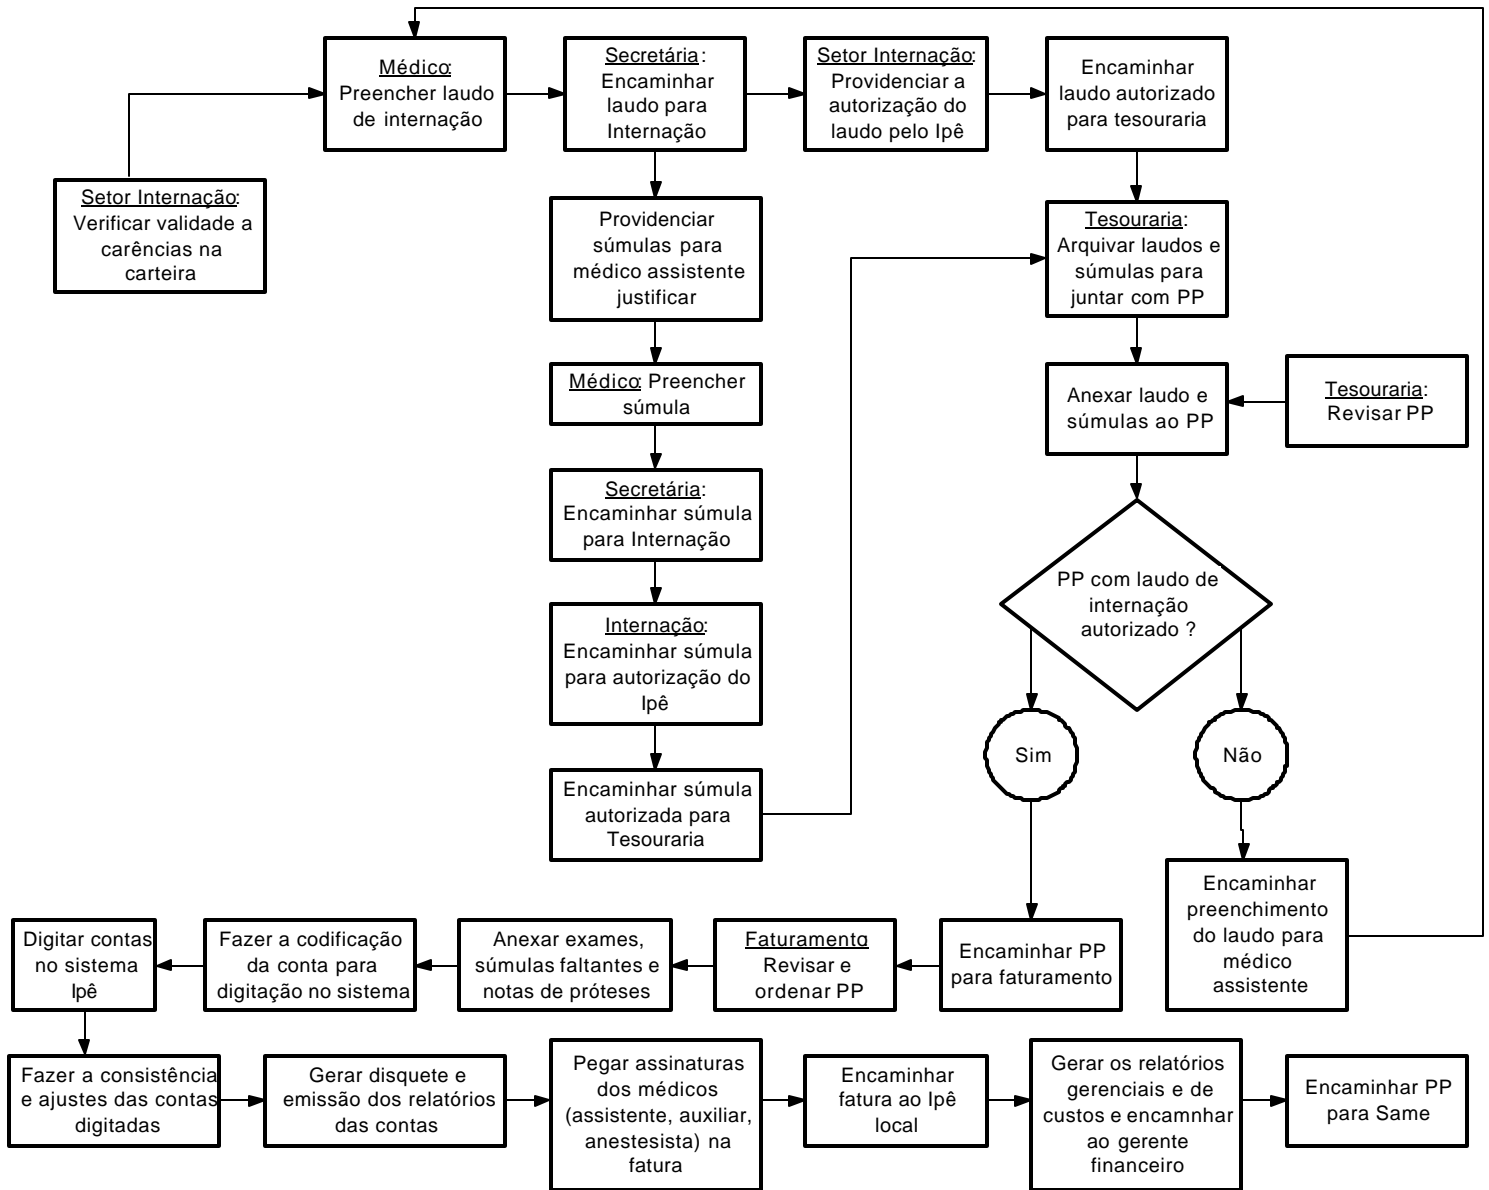 Médico:
Preencher laudo
de internação
Secretária:
Encaminhar
laudo para
Internação
Setor Internação:
Providenciar a
autorização do
laudo pelo Ipê
Encaminhar
laudo autorizado
para tesouraria
Setor Internação:
Verificar validade a
carências na
carteira
Providenciar
súmulas para
médico assistente
justificar
Tesouraria:
Arquivar laudos e
súmulas para
juntar com PP
Médico: Preencher
súmula
Anexar laudo e
súmulas ao PP
Tesouraria:
Revisar PP
Secretária:
Encaminhar súmula
para Internação
PP com laudo de
internação
autorizado ?
Internação:
Encaminhar súmula
para autorização do
Ipê
Sim
Não
Encaminhar súmula
autorizada para
Tesouraria
Encaminhar
preenchimento
do laudo para
médico
assistente
Encaminhar PP
para faturamento
Faturamento
Revisar e
ordenar PP
Anexar exames,
súmulas faltantes e
notas de próteses
Fazer a codificação
da conta para
digitação no sistema
Digitar contas
no sistema
Ipê
Fazer a consistência
e ajustes das contas
digitadas
Gerar disquete e
emissão dos relatórios
das contas
Pegar assinaturas
dos médicos
(assistente, auxiliar,
anestesista) na
fatura
Encaminhar
fatura ao Ipê
local
Gerar os relatórios
gerenciais e de
custos e encamnhar
ao gerente
financeiro
Encaminhar PP
para Same